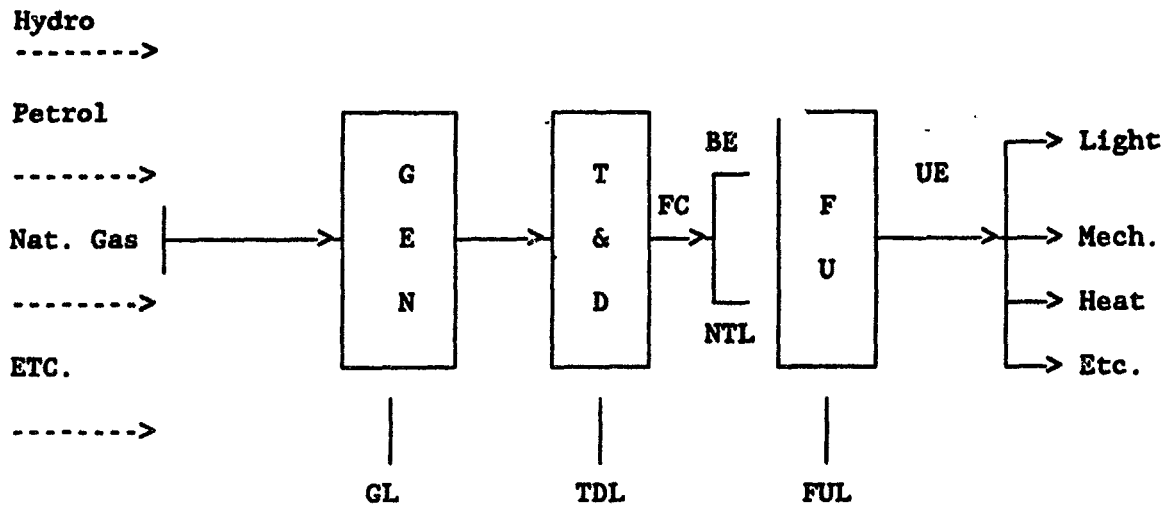 Hydro
Petrol
Nat. Gas
ETC.
G
E
N
T
&
D
FC
BE
NTL
F
U
UE
Light
Mech.
Heat
Etc.
GL
TDL
FUL